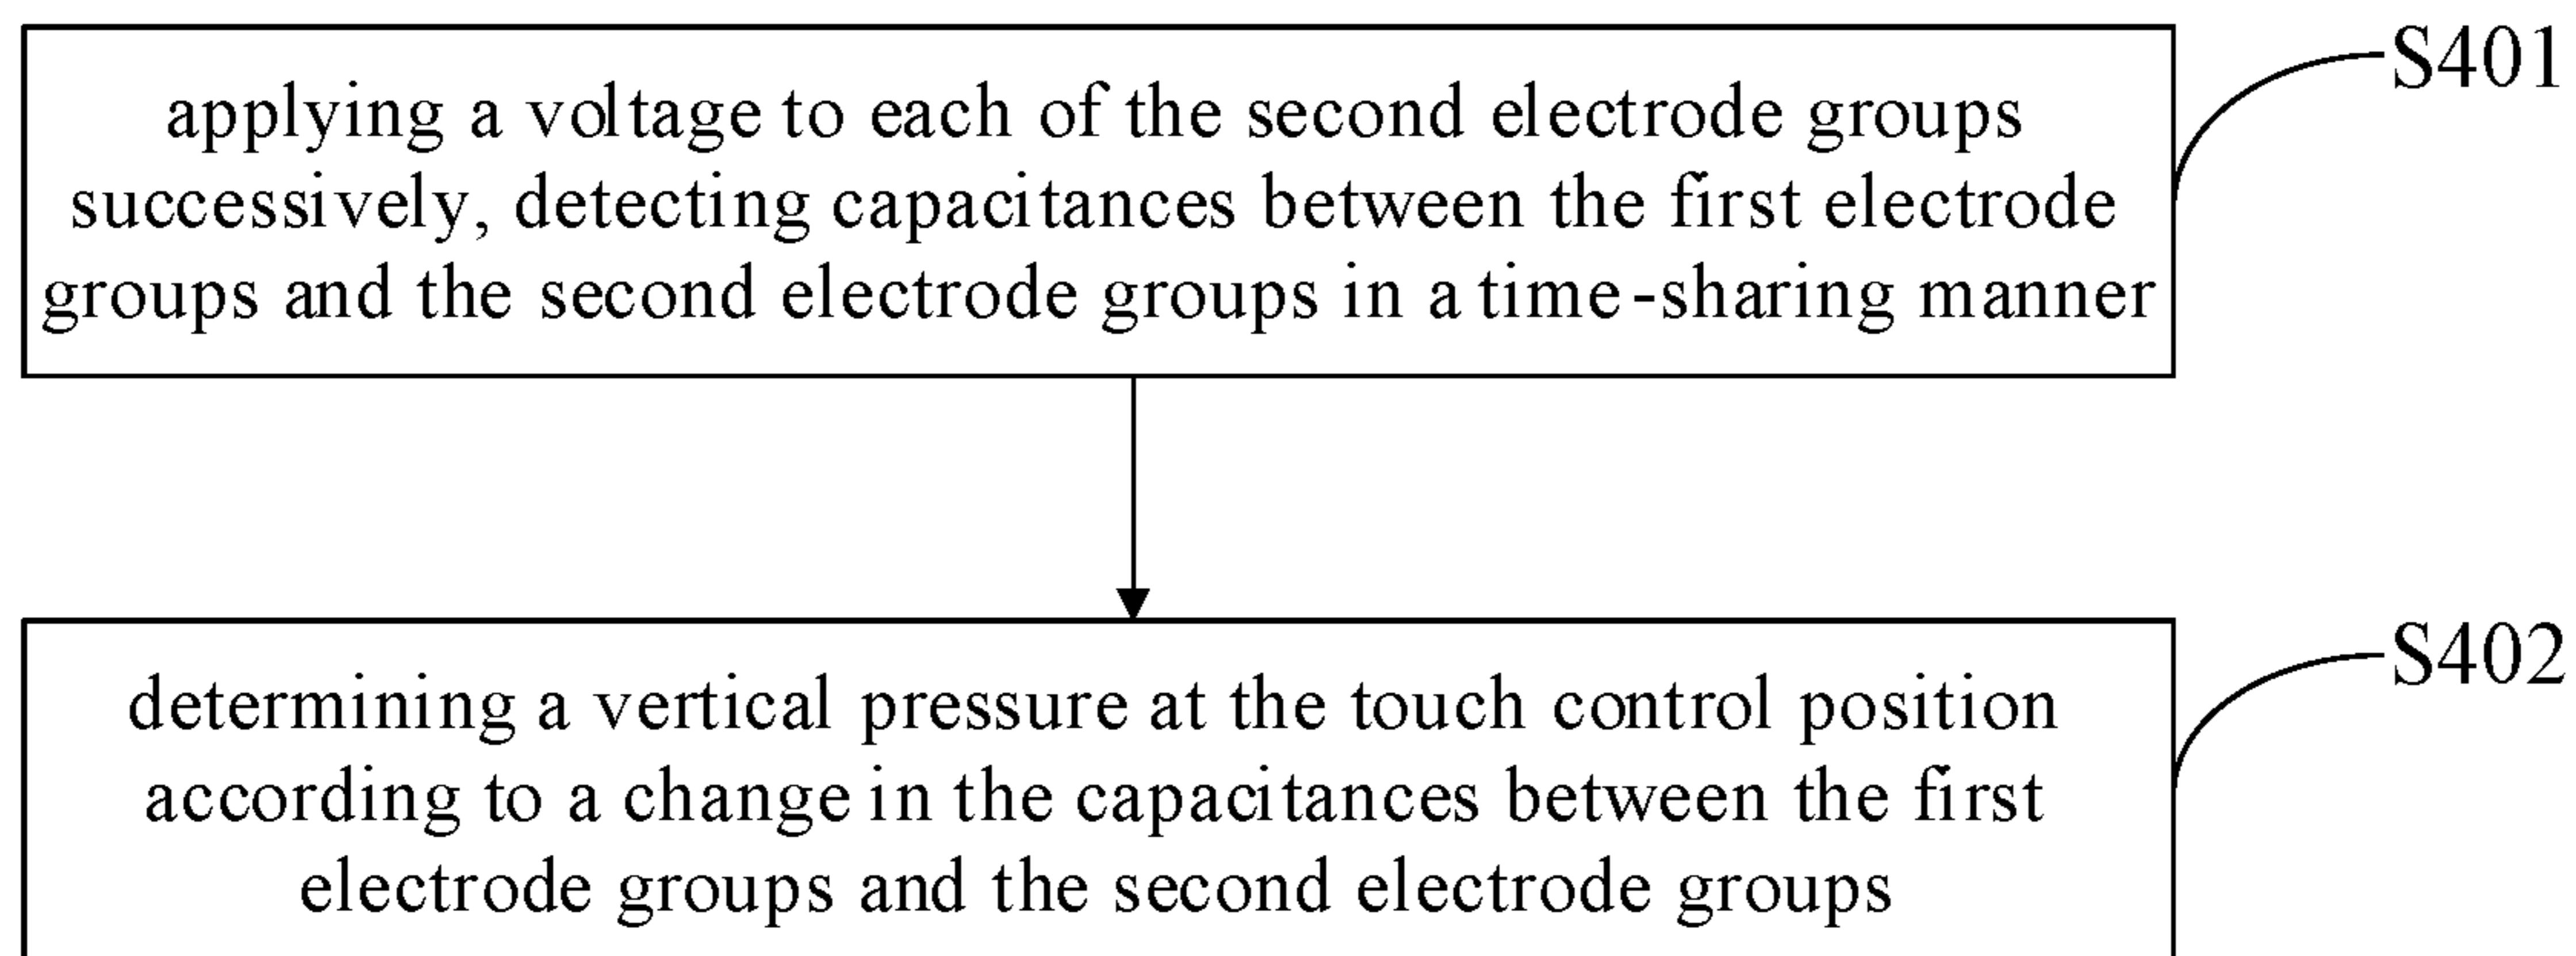 applying a voltage to each of the second electrode groups
successively, detecting capacitances between the first electrode
groups and the second electrode groups in a time-sharing manner
S401
determining a vertical pressure at the touch control position
according to a change in the capacitances between the first
electrode groups and the second electrode groups
S402